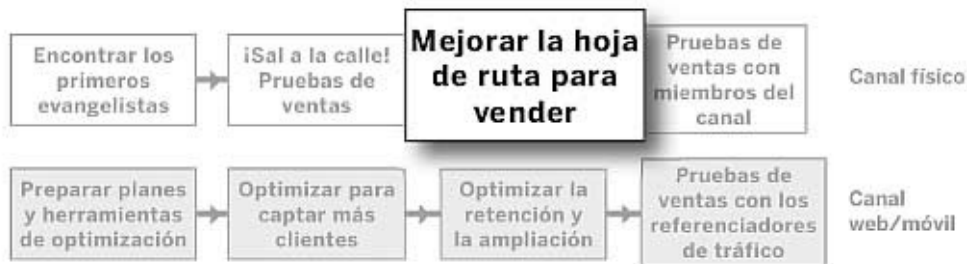 Encontrar los
primeros
evangelistas
¡Sal a la calle!
Pruebas de
ventas
Mejorar la hoja
de ruta para
vender
Pruebas de
ventas con
miembros del
canal
Canal físico
Preparar planes
y herramientas
de optimización
Optimizar para
captar más
clientes
Optimizar la
retención y
la ampliación
Pruebas de
ventas con los
referenciadores
de tráfico
Canal
web/móvil